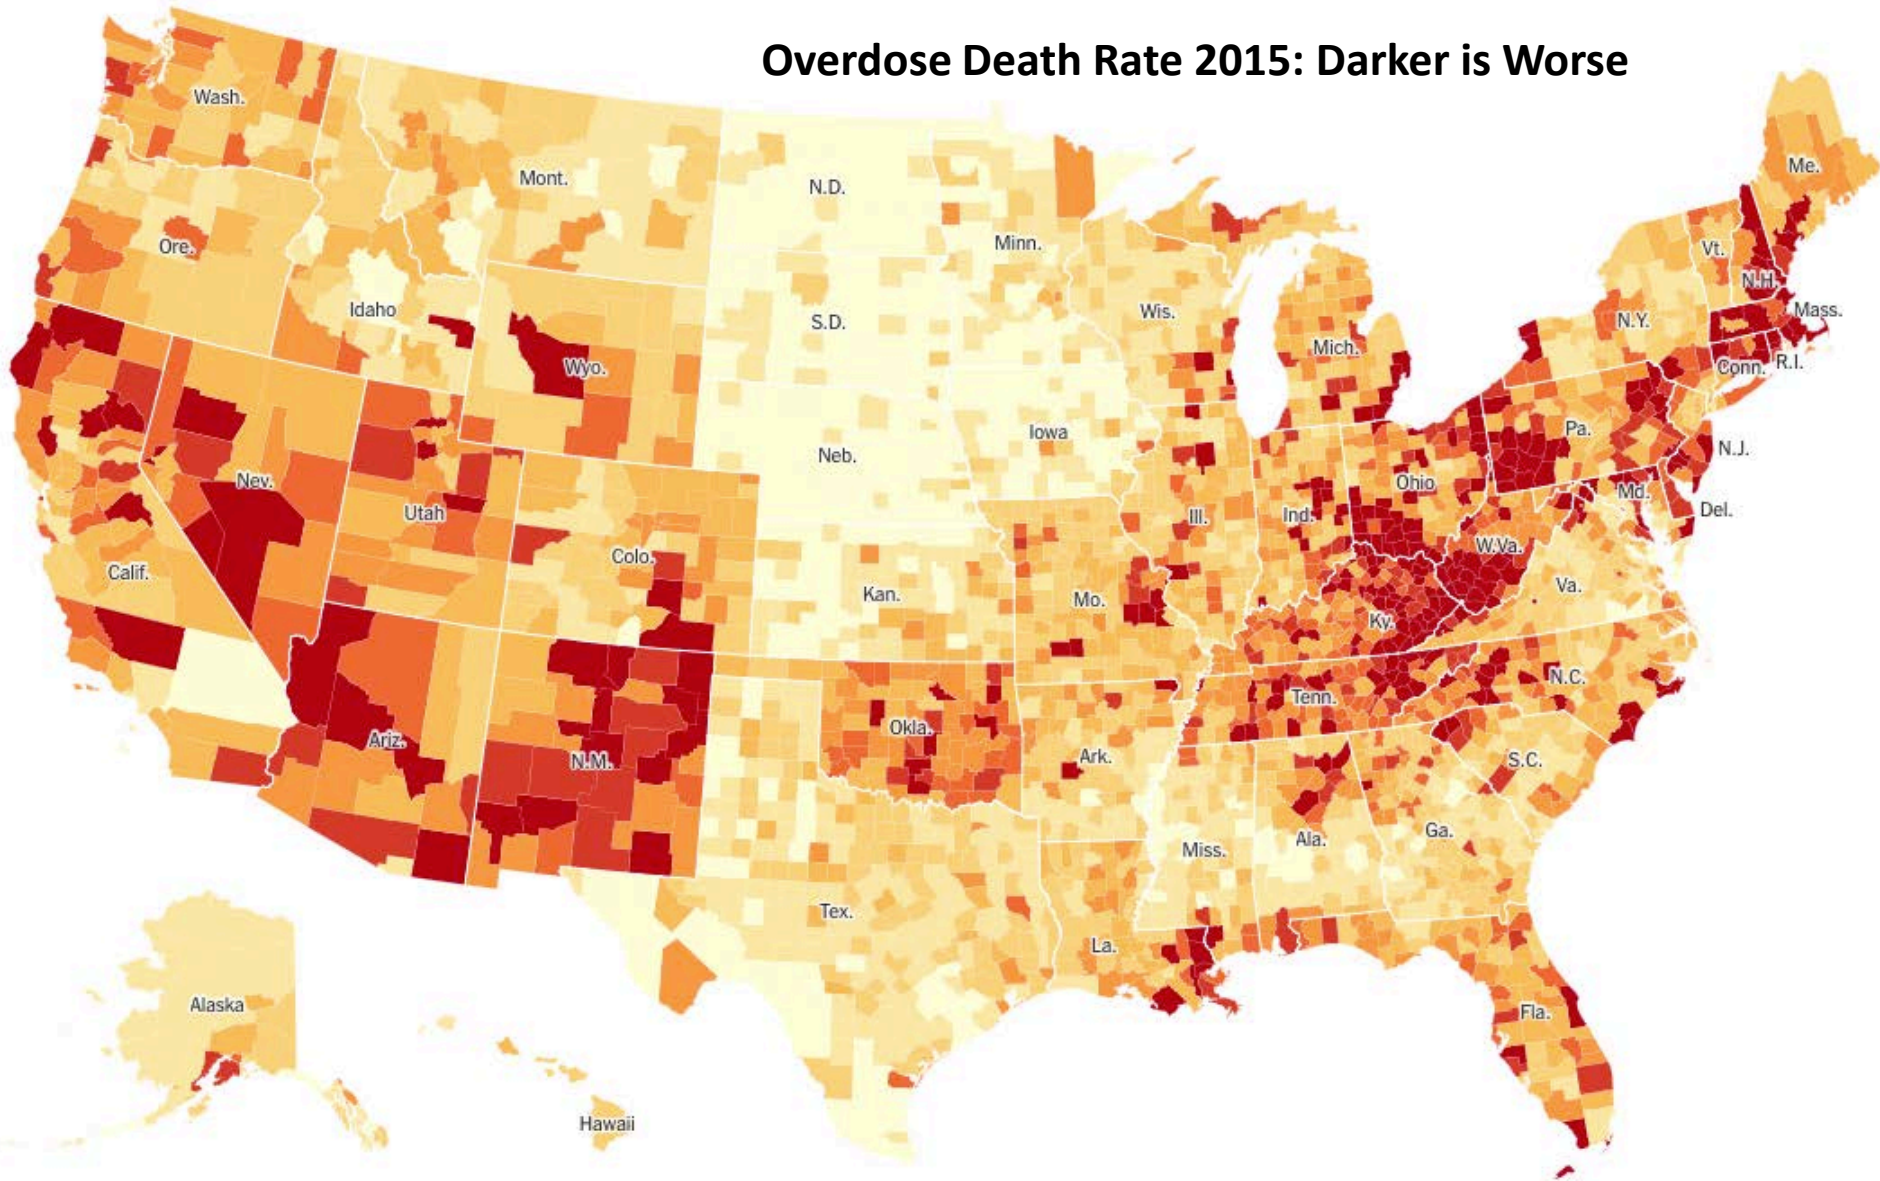 Overdose Death Rate 2015: Darker is Worse
Wash.
Mont.
N.D.
Minn.
Me.
Ore.
Vt.
Idaho
N.H.
S.D.
Wis.
N.Y.
Mass.
Wyo.
Mich.
Conn.
R.I.
Iowa
Pa.
N.J.
Neb.
Nev.
Ohio
Md.
Utah
Ill.
Ind.
Del.
Colo.
W.Va.
Calif.
Kan.
Mo.
Va.
Ky.
N.C.
Tenn.
Okla.
Ariz.
N.M.
Ark.
S.C.
Miss.
Ala.
Ga.
Tex.
La.
Alaska
Fla.
Hawaii